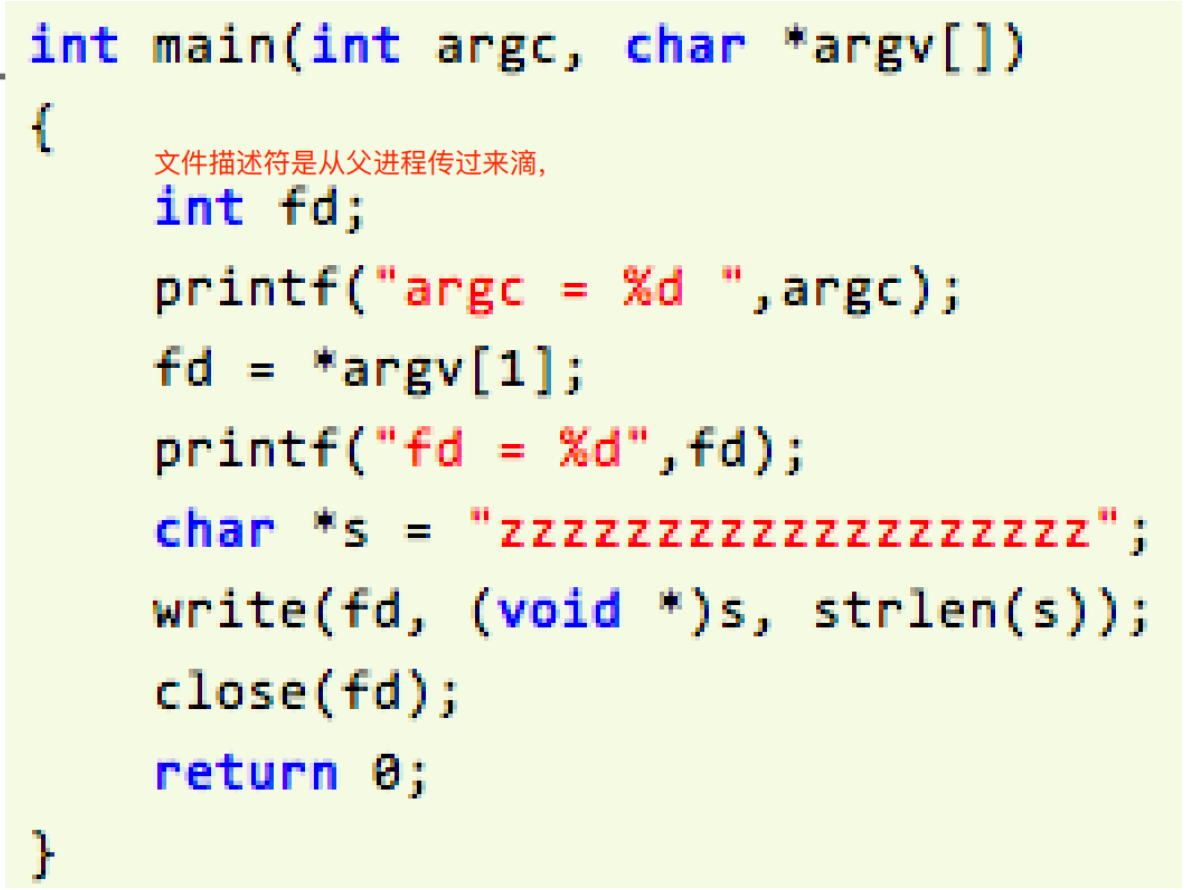 int main(int argc, char *argv[])
{
文件描述符是从父进程传过来滴,
int fd;
printf("argc = %d ",argc);
fd = *argv[1];
printf("fd = %d",fd);
char *s = "zzzzzzzzzzzzzzzzzzz";
write(fd, (void *)s, strlen(s));
close(fd);
return 0;
}